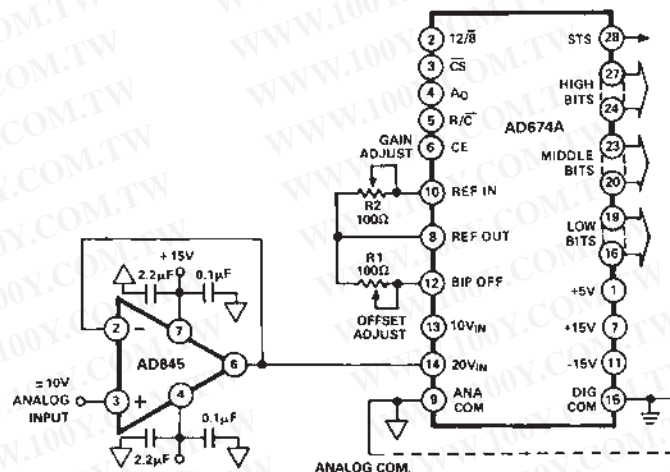 2 12/8̅ STS 28
3 C̅S̅ 27
4 A0 HIGH BITS 24
5 R/C̅ AD674A
GAIN ADJUST 6 CE 23
MIDDLE BITS 20
R2 100Ω 10 REF IN
8 REF OUT 19
LOW BITS 16
R1 100Ω 12 BIP OFF
+5V 1
OFFSET ADJUST 13 10VIN +15V 7
14 20VIN -15V 11
9 ANA COM DIG COM 15
ANALOG COM.
+15V
2.2μF 0.1μF
2 - 7
AD845 6
±10V ANALOG INPUT 3 + 4
0.1μF
2.2μF
WWW.100Y.COM.TW